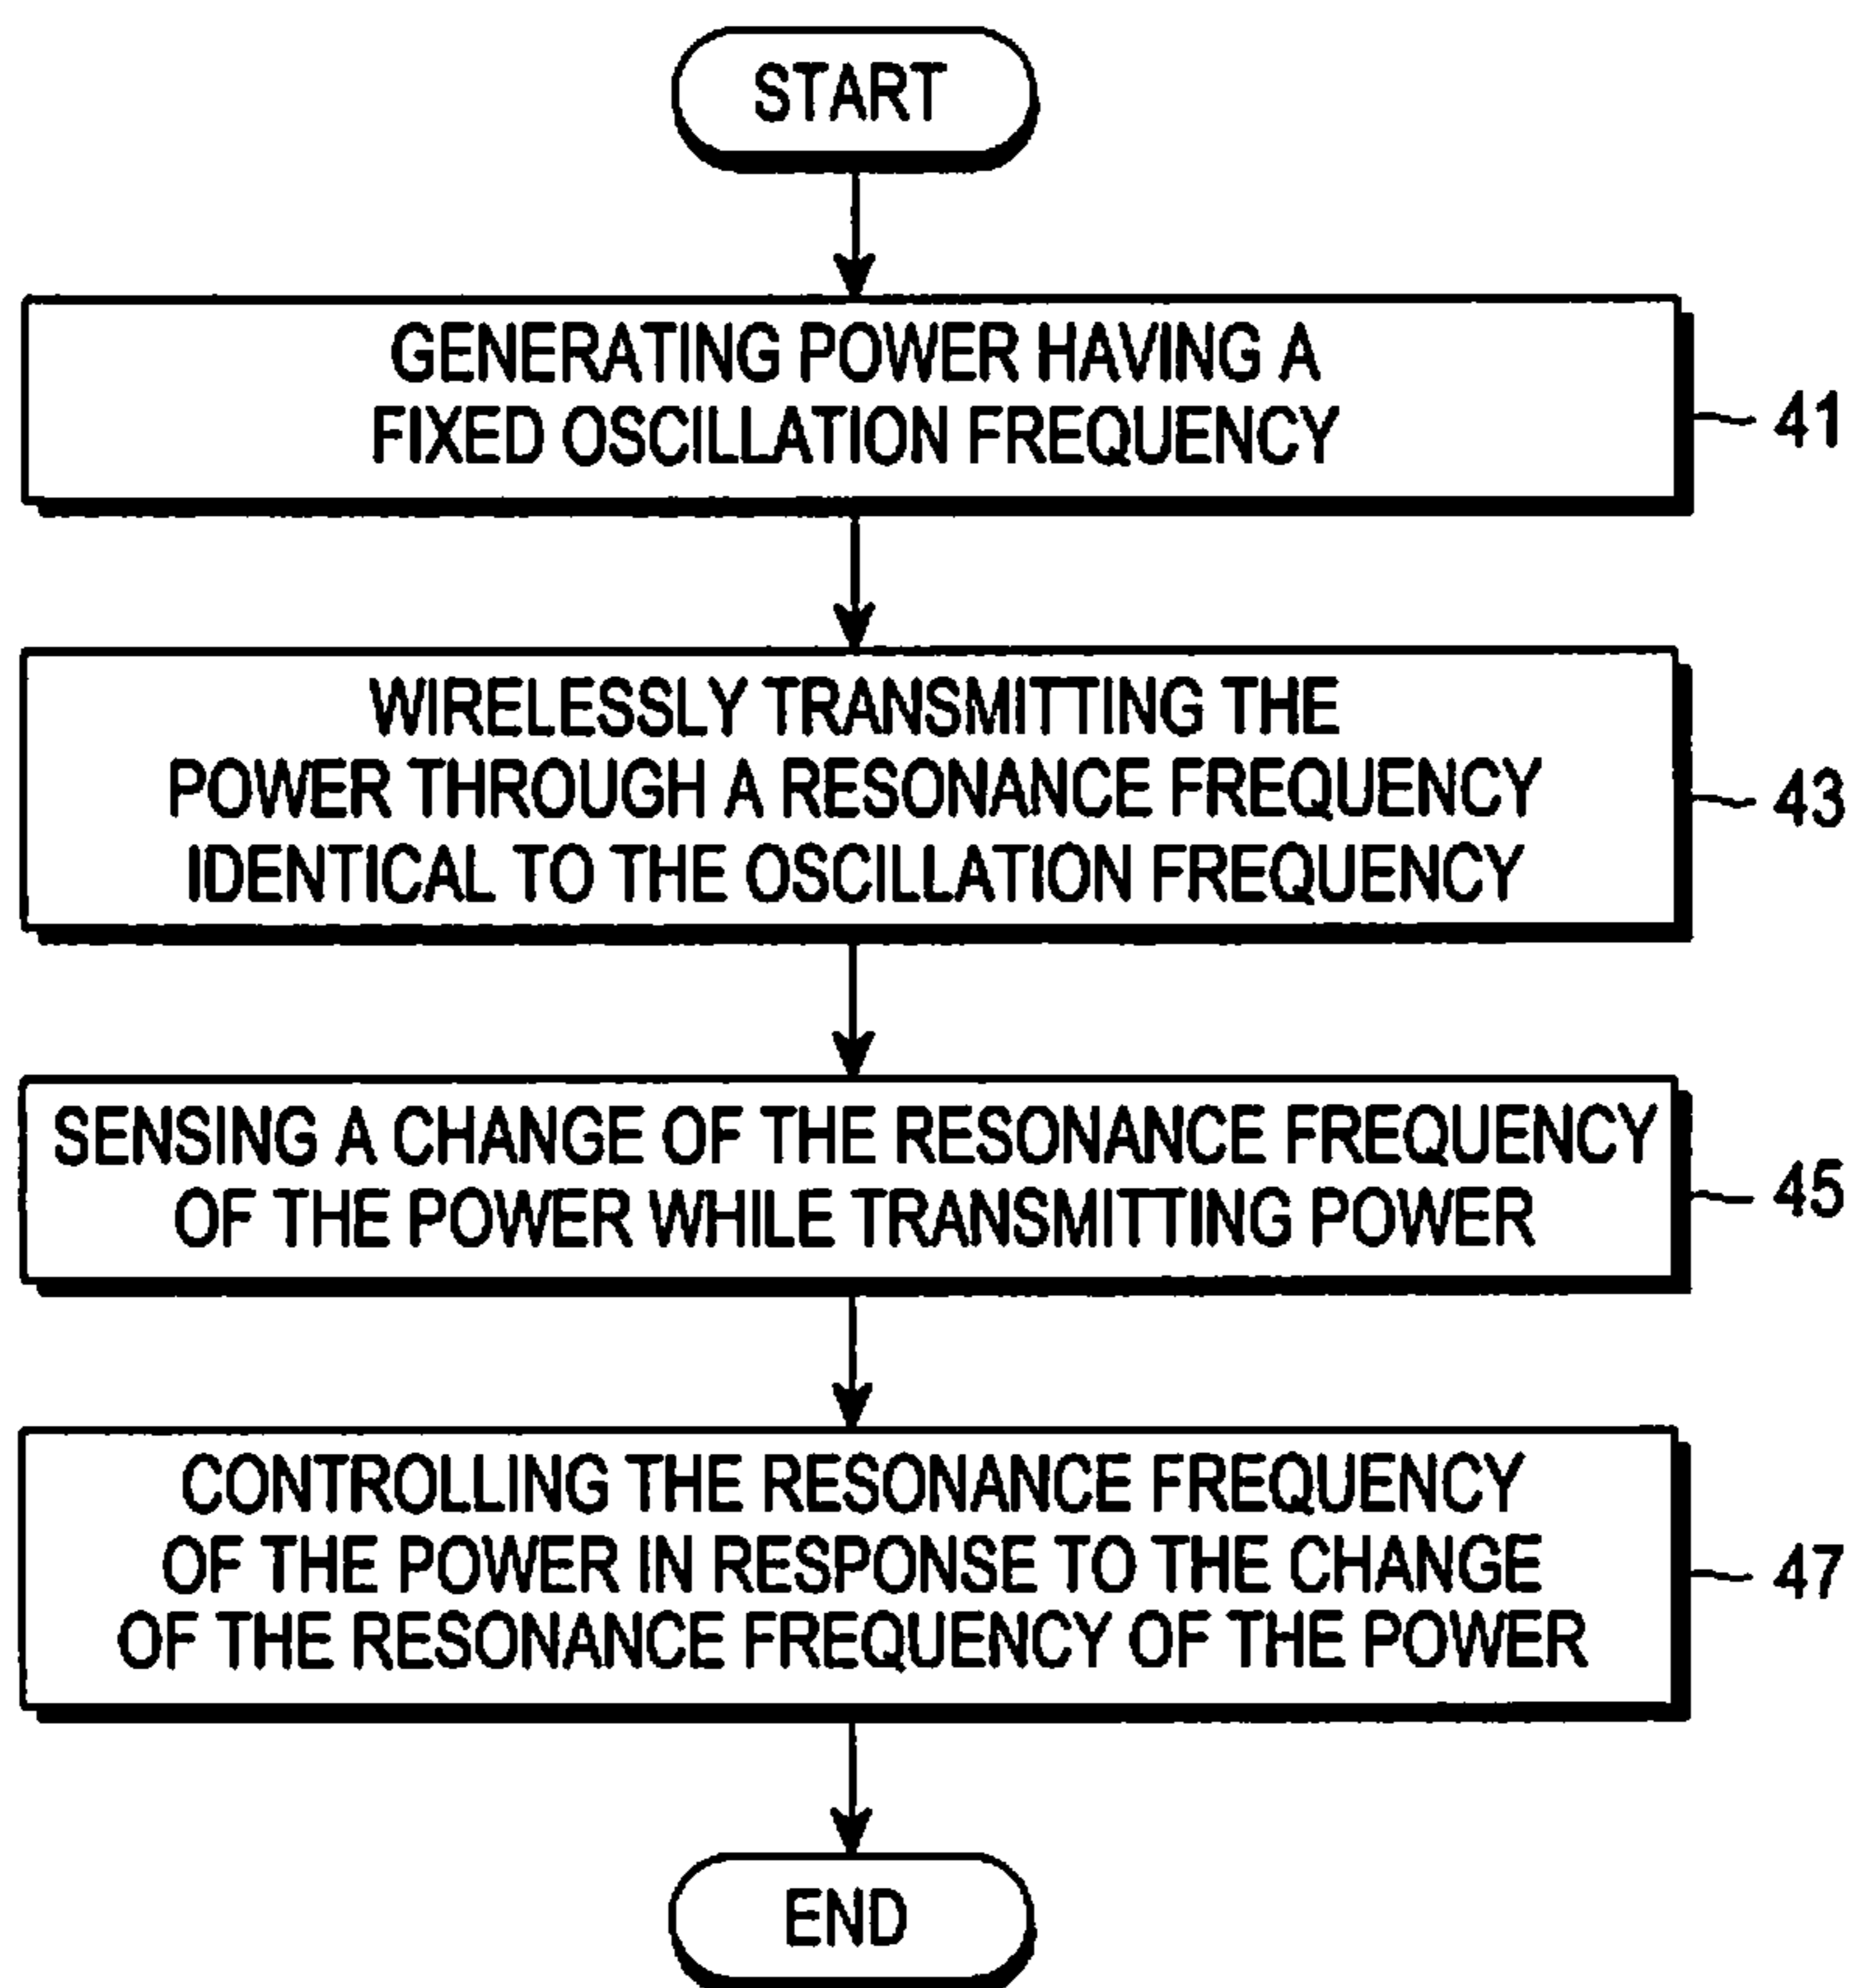 START
GENERATING POWER HAVING A
FIXED OSCILLATION FREQUENCY
41
WIRELESSLY TRANSMITTING THE
POWER THROUGH A RESONANCE FREQUENCY
IDENTICAL TO THE OSCILLATION FREQUENCY
43
SENSING A CHANGE OF THE RESONANCE FREQUENCY
OF THE POWER WHILE TRANSMITTING POWER
45
CONTROLLING THE RESONANCE FREQUENCY
OF THE POWER IN RESPONSE TO THE CHANGE
OF THE RESONANCE FREQUENCY OF THE POWER
47
END